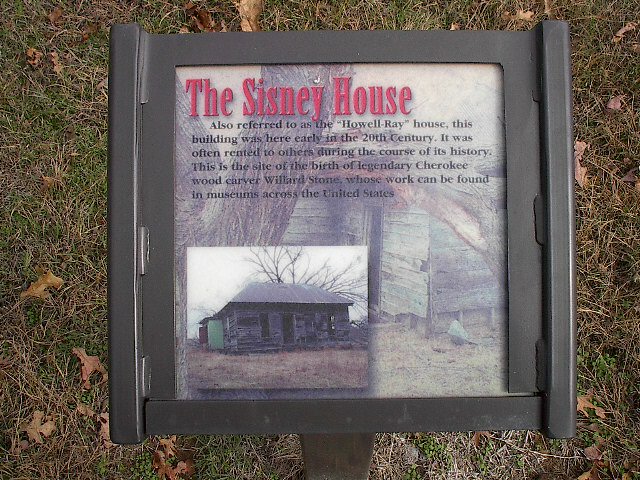 The Sisney House
Also referred to as the "Howell-Ray" house, this
building was here early in the 20th Century. It was
often rented to others during the course of its history.
This is the site of the birth of legendary Cherokee
wood carver Willard Stone, whose work can be found
in museums across the United States